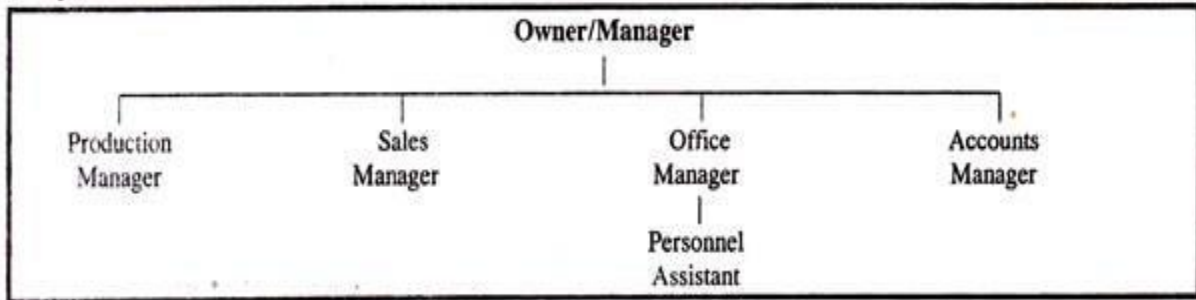 Owner/Manager
Production Sales Office Accounts
Manager Manager Manager Manager
Personnel
Assistant